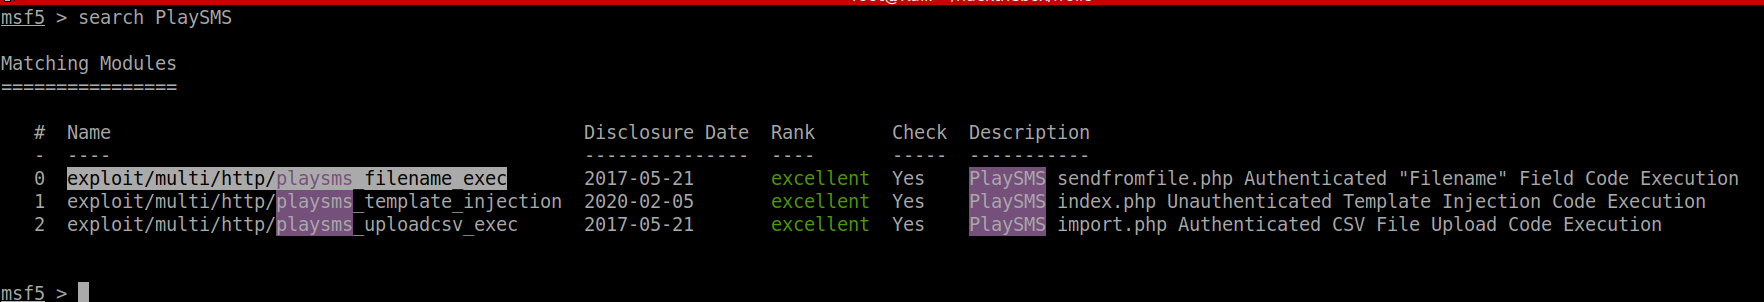 msf5 > search PlaySMS
Matching Modules
================
# Name Disclosure Date Rank Check Description
- ---- --------------- ---- ----- -----------
0 exploit/multi/http/playsms_filename_exec 2017-05-21 excellent Yes PlaySMS sendfromfile.php Authenticated "Filename" Field Code Execution
1 exploit/multi/http/playsms_template_injection 2020-02-05 excellent Yes PlaySMS index.php Unauthenticated Template Injection Code Execution
2 exploit/multi/http/playsms_uploadcsv_exec 2017-05-21 excellent Yes PlaySMS import.php Authenticated CSV File Upload Code Execution
msf5 >